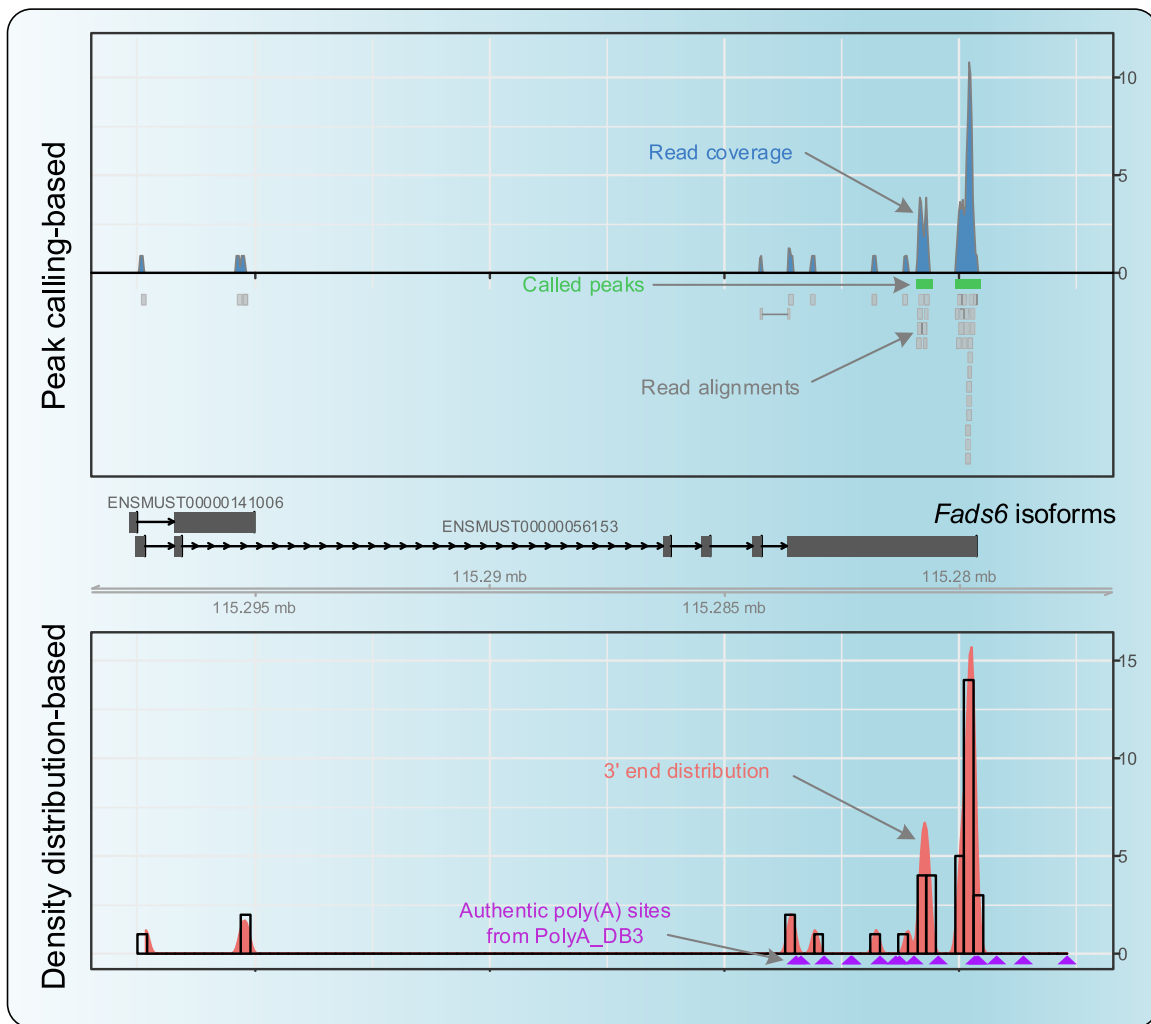 Peak calling-based
10
Read coverage
5
0
Called peaks
Read alignments
ENSMUST00000141006
Fads6 isoforms
ENSMUST00000056153
115.29 mb
115.28 mb
115.295 mb
115.285 mb
Density distribution-based
15
3' end distribution
10
5
Authentic poly(A) sites
from PolyA_DB3
0